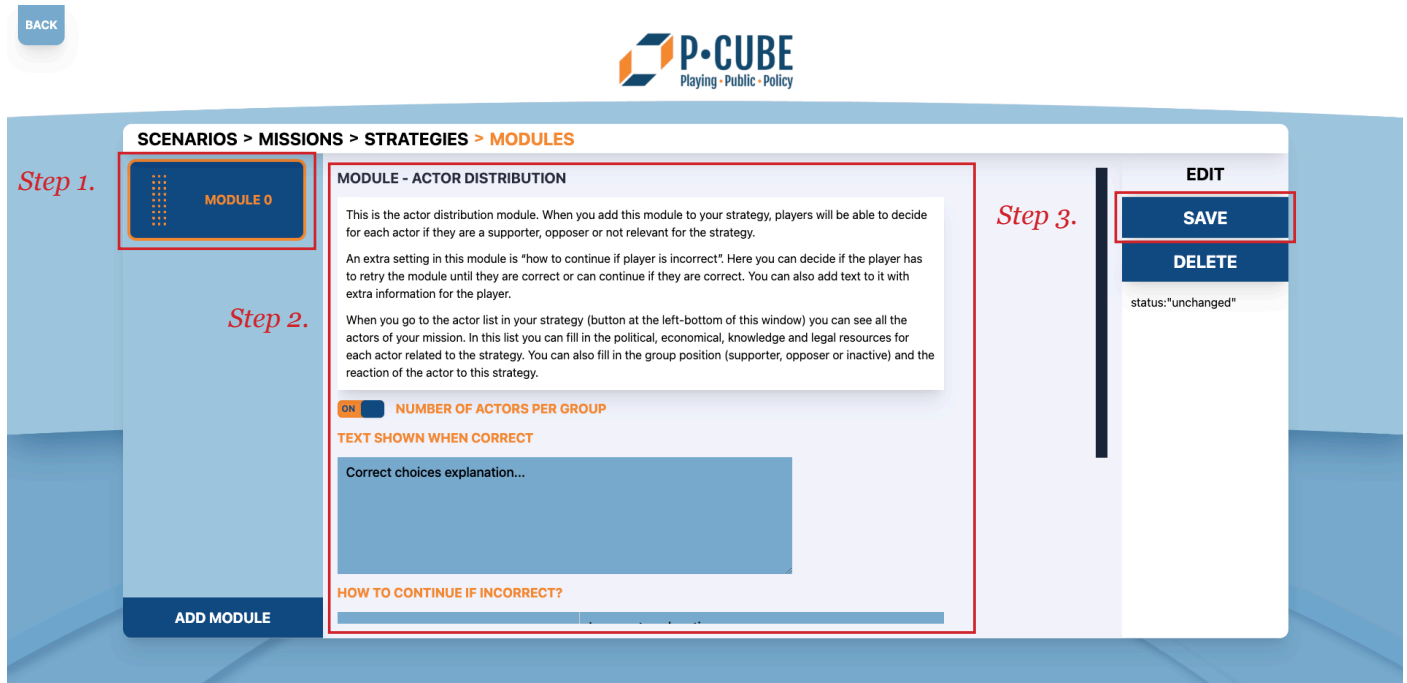 BACK
P•CUBE
Playing • Public • Policy
SCENARIOS > MISSIONS > STRATEGIES > MODULES
Step 1.
MODULE 0
MODULE - ACTOR DISTRIBUTION
This is the actor distribution module. When you add this module to your strategy, players will be able to decide
for each actor if they are a supporter, opposer or not relevant for the strategy.
An extra setting in this module is “how to continue if player is incorrect”. Here you can decide if the player has
to retry the module until they are correct or can continue if they are correct. You can also add text to it with
extra information for the player.
Step 2.
When you go to the actor list in your strategy (button at the left-bottom of this window) you can see all the
actors of your mission. In this list you can fill in the political, economical, knowledge and legal resources for
each actor related to the strategy. You can also fill in the group position (supporter, opposer or inactive) and the
reaction of the actor to this strategy.
ON NUMBER OF ACTORS PER GROUP
TEXT SHOWN WHEN CORRECT
Correct choices explanation...
HOW TO CONTINUE IF INCORRECT?
ADD MODULE
Step 3.
EDIT
SAVE
DELETE
status:"unchanged"